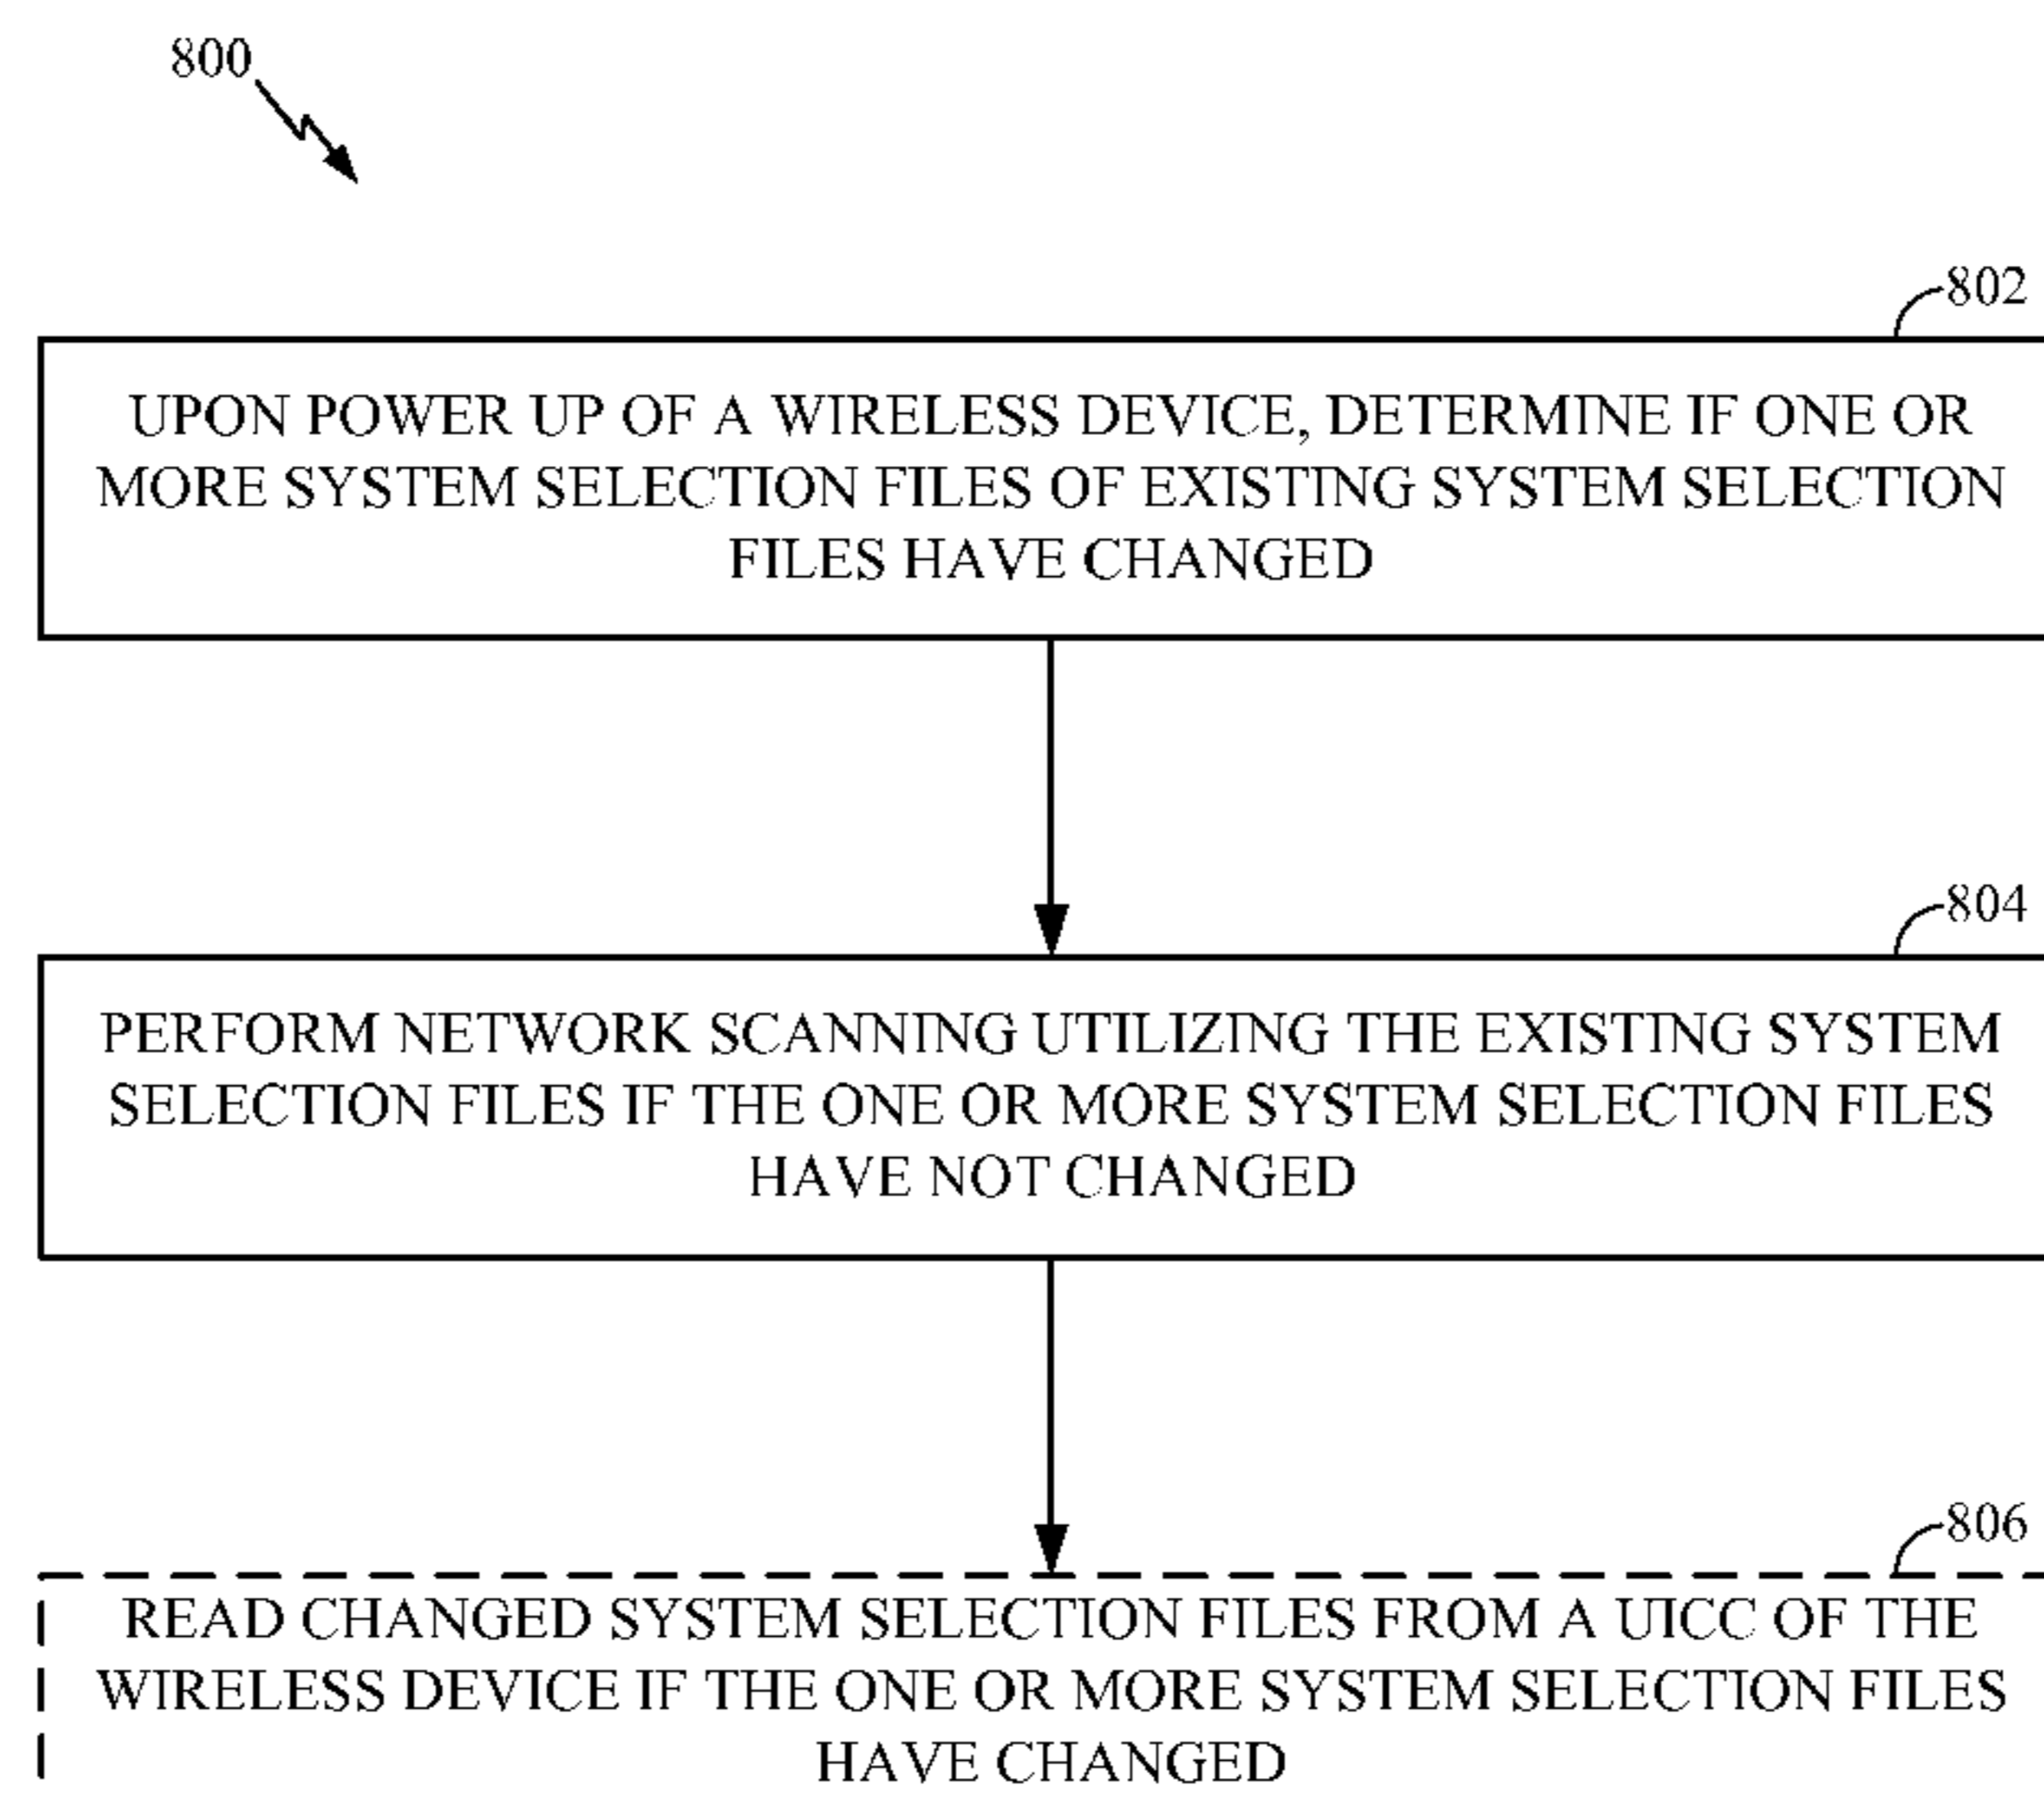 800
802
UPON POWER UP OF A WIRELESS DEVICE, DETERMINE IF ONE OR
MORE SYSTEM SELECTION FILES OF EXISTING SYSTEM SELECTION
FILES HAVE CHANGED
804
PERFORM NETWORK SCANNING UTILIZING THE EXISTING SYSTEM
SELECTION FILES IF THE ONE OR MORE SYSTEM SELECTION FILES
HAVE NOT CHANGED
806
READ CHANGED SYSTEM SELECTION FILES FROM A UICC OF THE
WIRELESS DEVICE IF THE ONE OR MORE SYSTEM SELECTION FILES
HAVE CHANGED